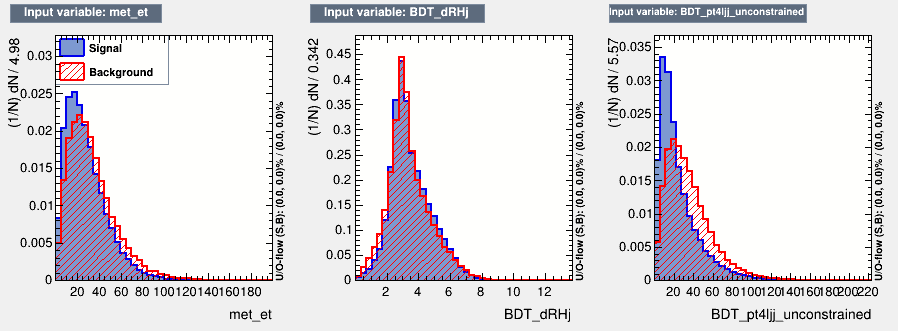 Input variable: met_et
(1/N) dN / 4.98
Signal
Background
0.03
0.025
0.02
0.015
0.01
0.005
0
20 40 60 80 100 120 140 160 180
met_et
U/O-flow (S,B): (0.0, 0.0)% / (0.0, 0.0)%
Input variable: BDT_dRHj
(1/N) dN / 0.342
0.45
0.4
0.35
0.3
0.25
0.2
0.15
0.1
0.05
0
2 4 6 8 10 12
BDT_dRHj
U/O-flow (S,B): (0.0, 0.0)% / (0.0, 0.0)%
Input variable: BDT_pt4ljj_unconstrained
(1/N) dN / 5.57
0.035
0.03
0.025
0.02
0.015
0.01
0.005
0
20 40 60 80 100 120 140 160 180 200 220
BDT_pt4ljj_unconstrained
U/O-flow (S,B): (0.0, 0.0)% / (0.0, 0.0)%